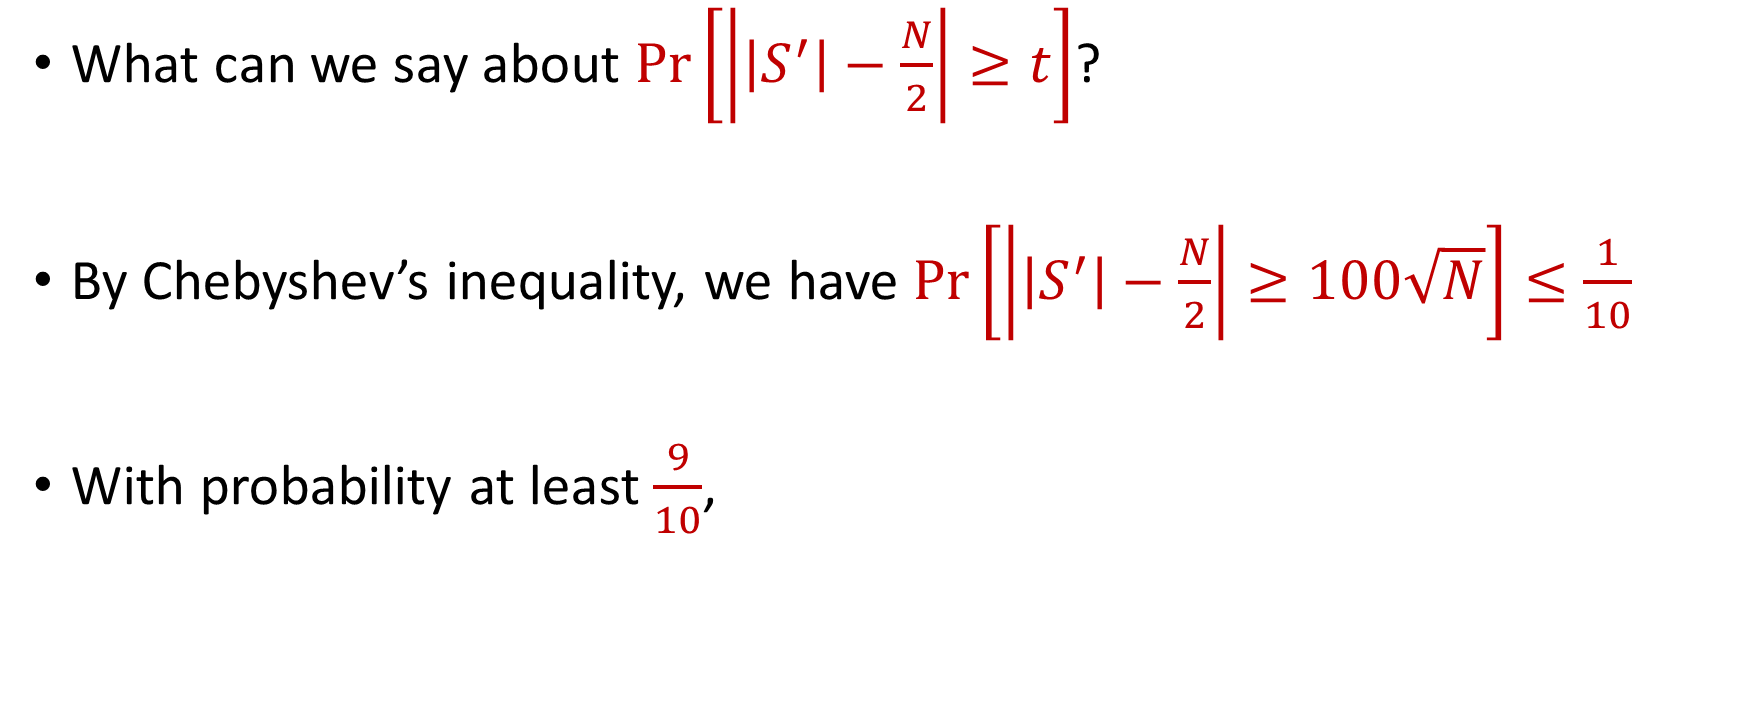 • What can we say about Pr[||S′| − N/2| ≥ t]?
• By Chebyshev’s inequality, we have Pr[||S′| − N/2| ≥ 100√N] ≤ 1/10
• With probability at least 9/10,